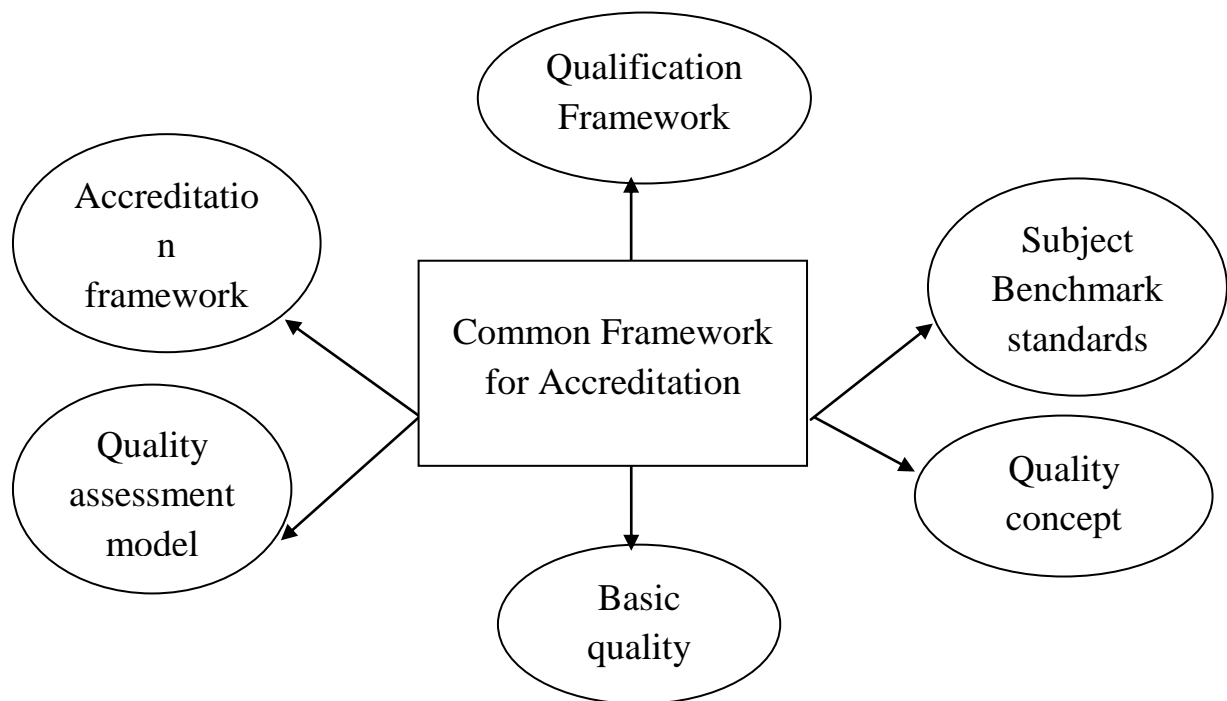 Qualification
Framework
Accreditatio
n
framework
Subject
Benchmark
standards
Common Framework
for Accreditation
Quality
assessment
model
Quality
concept
Basic
quality